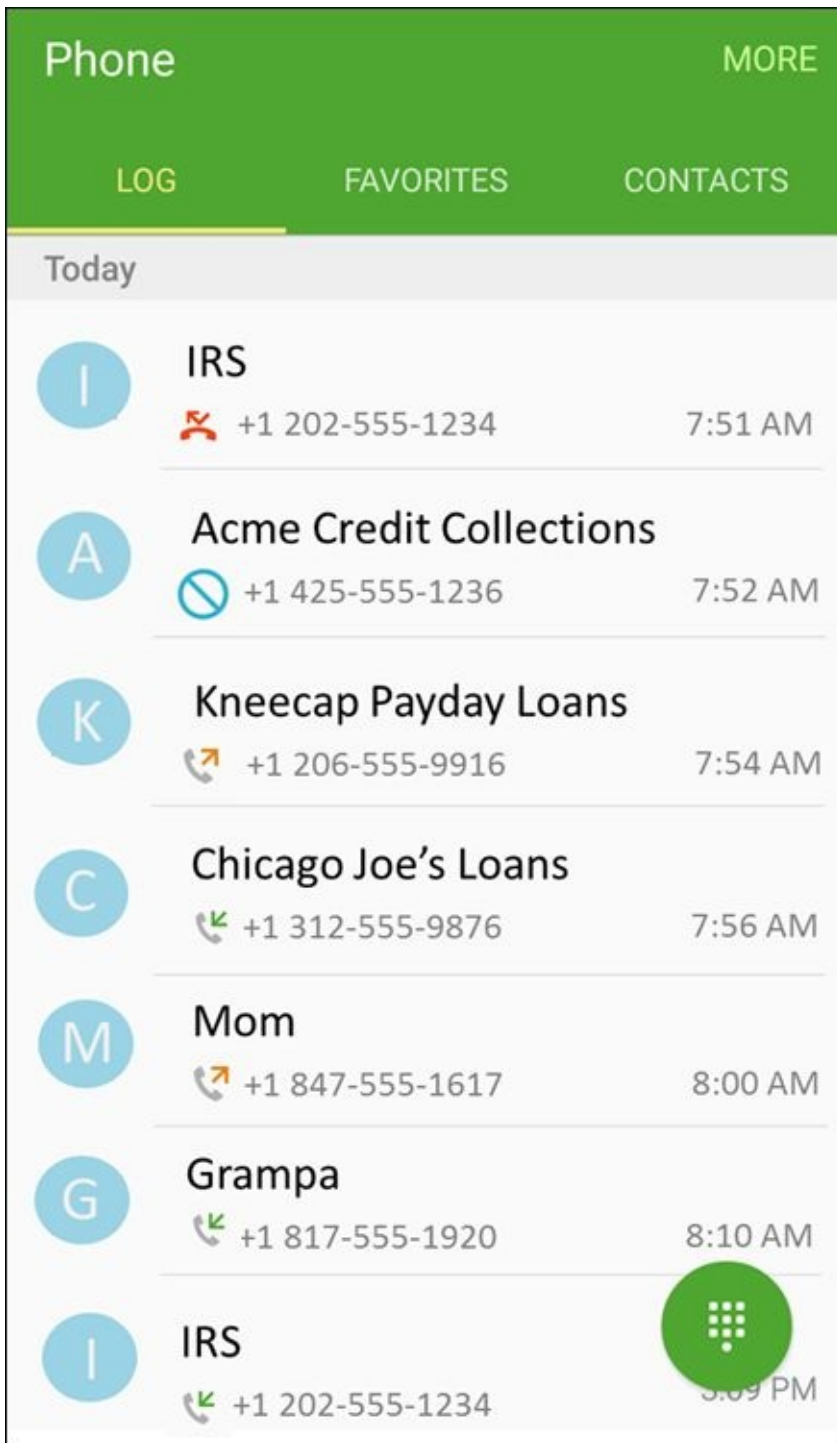 Phone MORE
LOG FAVORITES CONTACTS
Today
I IRS
+1 202-555-1234 7:51 AM
A Acme Credit Collections
+1 425-555-1236 7:52 AM
K Kneecap Payday Loans
+1 206-555-9916 7:54 AM
C Chicago Joe’s Loans
+1 312-555-9876 7:56 AM
M Mom
+1 847-555-1617 8:00 AM
G Grampa
+1 817-555-1920 8:10 AM
I IRS
+1 202-555-1234 PM